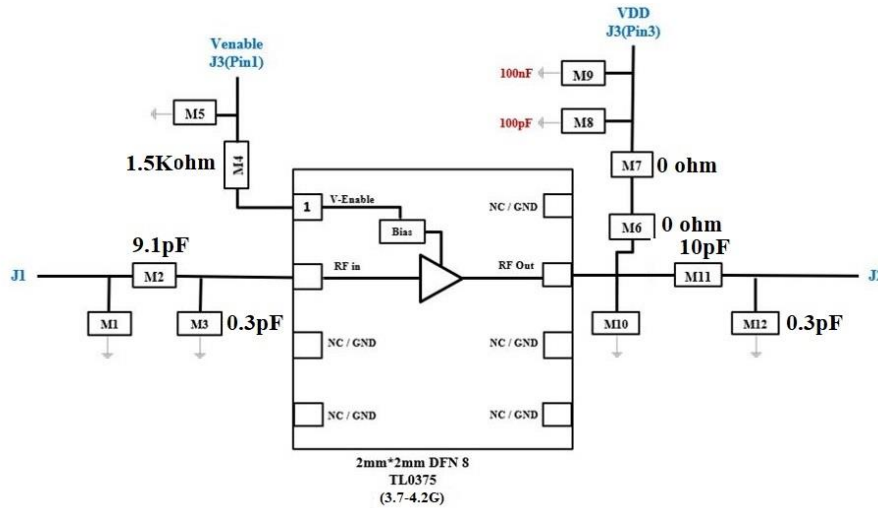 VDD
J3(Pin3)
Venable
J3(Pin1)
100nF
M9
M5
100pF
M8
1.5Kohm
M4
M7
0 ohm
1
V-Enable
NC / GND
Bias
M6
0 ohm
9.1pF
10pF
J1
M2
RF in
RF Out
M11
M1
M3
0.3pF
M10
M12
0.3pF
NC / GND
NC / GND
NC / GND
NC / GND
2mm*2mm DFN 8
TL0375
(3.7-4.2G)